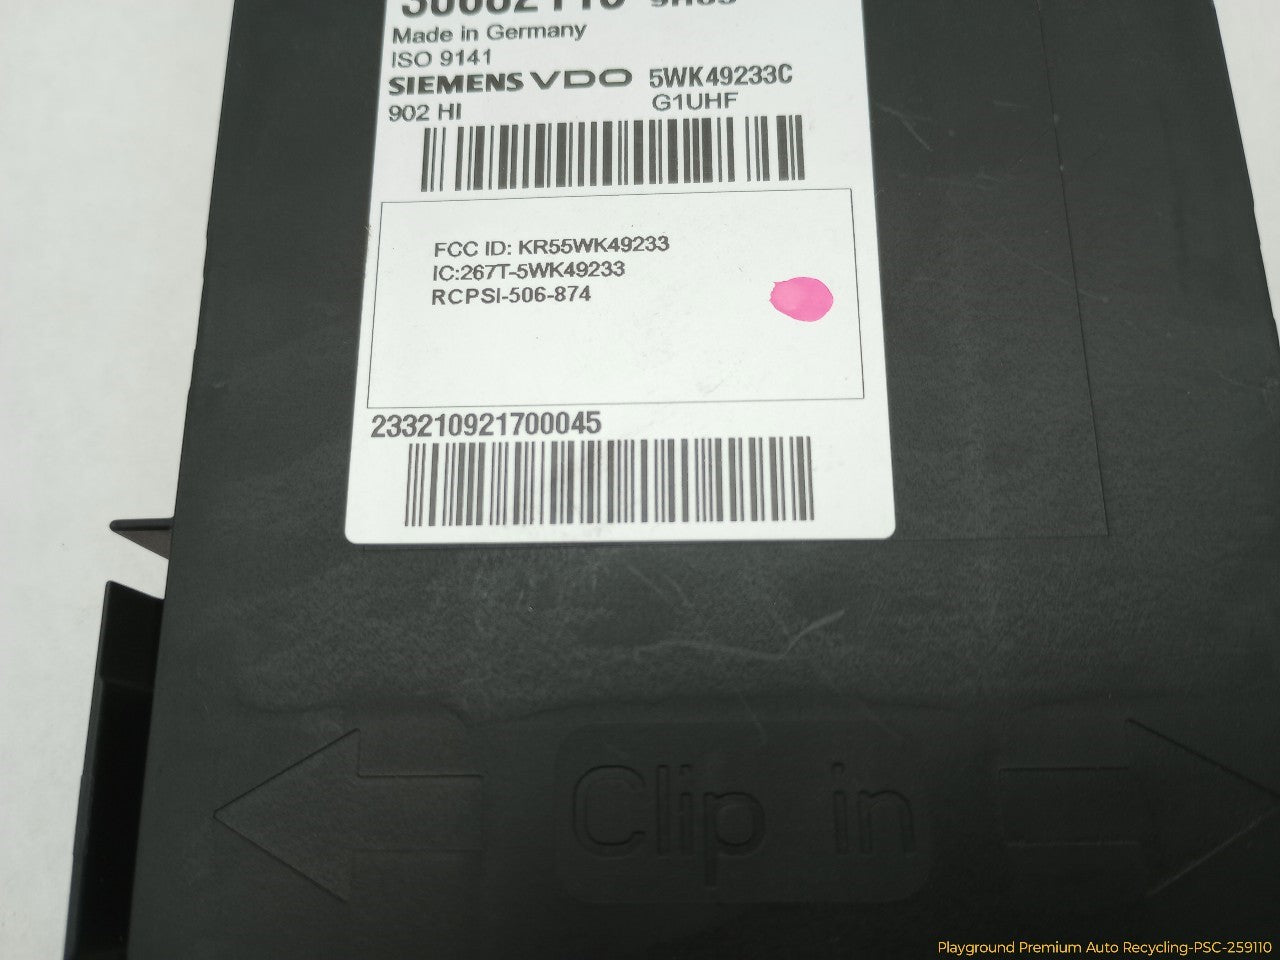 Made in Germany
ISO 9141
SIEMENS VDO 5WK49233C
902 HI G1UHF
FCC ID: KR55WK49233
IC:267T-5WK49233
RCPSI-506-874
233210921700045
Clip in
Playground Premium Auto Recycling-PSC-259110